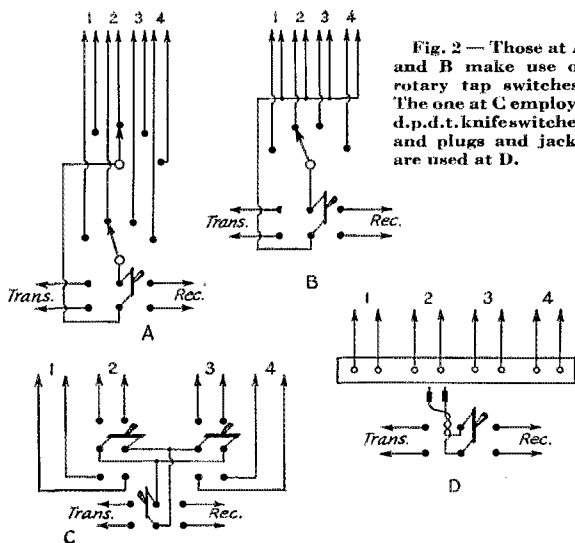 1 2 3 4
Trans. Rec.
A
1 2 3 4
Trans. Rec.
B
Fig. 2 — Those at A
and B make use o
rotary tap switches
The one at C employ
d.p.d.t. knife switche
and plugs and jack
are used at D.
1 2 3 4
Trans. Rec.
C
1 2 3 4
Trans. Rec.
D